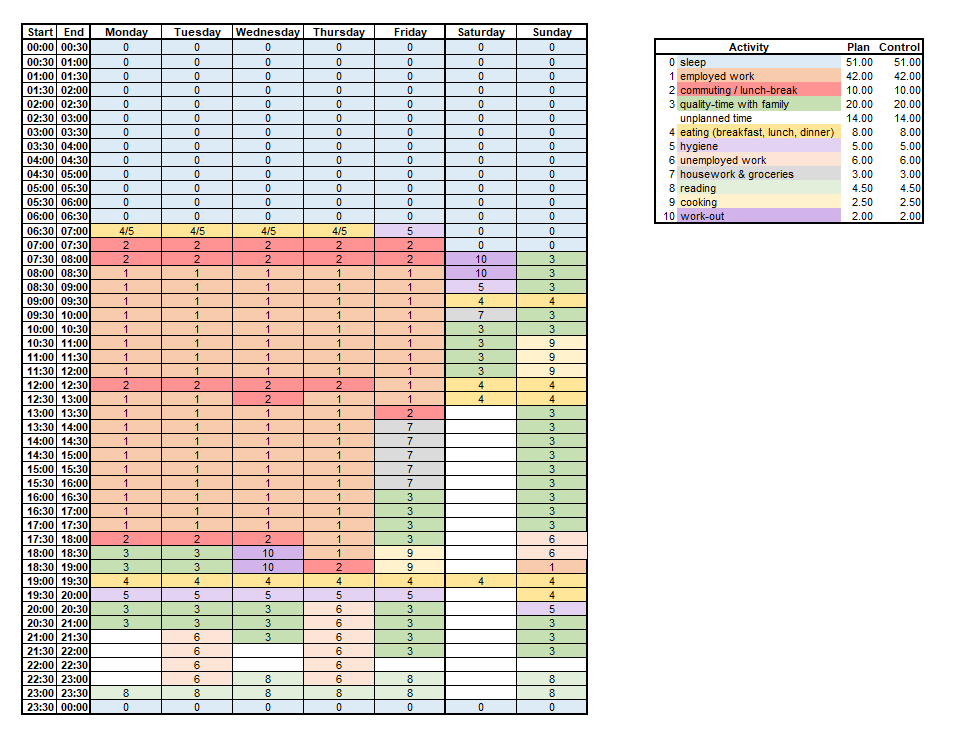 Start End Monday Tuesday Wednesday Thursday Friday Saturday Sunday
00:00 00:30 0 0 0 0 0 0 0
00:30 01:00 0 0 0 0 0 0 0
01:00 01:30 0 0 0 0 0 0 0
01:30 02:00 0 0 0 0 0 0 0
02:00 02:30 0 0 0 0 0 0 0
02:30 03:00 0 0 0 0 0 0 0
03:00 03:30 0 0 0 0 0 0 0
03:30 04:00 0 0 0 0 0 0 0
04:00 04:30 0 0 0 0 0 0 0
04:30 05:00 0 0 0 0 0 0 0
05:00 05:30 0 0 0 0 0 0 0
05:30 06:00 0 0 0 0 0 0 0
06:00 06:30 0 0 0 0 0 0 0
06:30 07:00 4/5 4/5 4/5 4/5 5 0 0
07:00 07:30 2 2 2 2 2 0 0
07:30 08:00 2 2 2 2 2 10 3
08:00 08:30 1 1 1 1 1 10 3
08:30 09:00 1 1 1 1 1 5 3
09:00 09:30 1 1 1 1 1 4 4
09:30 10:00 1 1 1 1 1 7 3
10:00 10:30 1 1 1 1 1 3 3
10:30 11:00 1 1 1 1 1 3 9
11:00 11:30 1 1 1 1 1 3 9
11:30 12:00 1 1 1 1 1 3 9
12:00 12:30 2 2 2 2 1 4 4
12:30 13:00 1 1 2 1 1 4 4
13:00 13:30 1 1 1 1 2 3
13:30 14:00 1 1 1 1 7 3
14:00 14:30 1 1 1 1 7 3
14:30 15:00 1 1 1 1 7 3
15:00 15:30 1 1 1 1 7 3
15:30 16:00 1 1 1 1 7 3
16:00 16:30 1 1 1 1 3 3
16:30 17:00 1 1 1 1 3 3
17:00 17:30 1 1 1 1 3 3
17:30 18:00 2 2 2 1 3 6
18:00 18:30 3 3 10 1 9 6
18:30 19:00 3 3 10 2 9 1
19:00 19:30 4 4 4 4 4 4 4
19:30 20:00 5 5 5 5 5 4
20:00 20:30 3 3 3 6 3 5
20:30 21:00 3 3 3 6 3 3
21:00 21:30 6 3 6 3 3
21:30 22:00 6 6 3 3
22:00 22:30 6 6
22:30 23:00 6 8 6 8 8
23:00 23:30 8 8 8 8 8 8
23:30 00:00 0 0 0 0 0 0 0
Activity Plan Control
0 sleep 51.00 51.00
1 employed work 42.00 42.00
2 commuting / lunch-break 10.00 10.00
3 quality-time with family 20.00 20.00
unplanned time 14.00 14.00
4 eating (breakfast, lunch, dinner) 8.00 8.00
5 hygiene 5.00 5.00
6 unemployed work 6.00 6.00
7 housework & groceries 3.00 3.00
8 reading 4.50 4.50
9 cooking 2.50 2.50
10 work-out 2.00 2.00